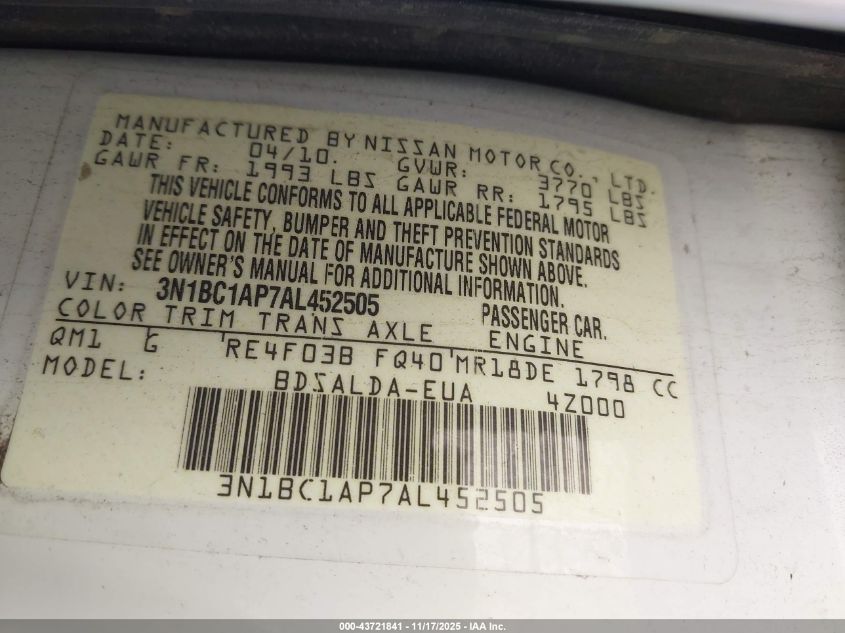 MANUFACTURED BY NISSAN MOTOR CO., LTD.
DATE: 04/10. GVWR: 3770 LBS
GAWR FR: 1993 LBS GAWR RR: 1795 LBS
THIS VEHICLE CONFORMS TO ALL APPLICABLE FEDERAL MOTOR
VEHICLE SAFETY, BUMPER AND THEFT PREVENTION STANDARDS
IN EFFECT ON THE DATE OF MANUFACTURE SHOWN ABOVE.
SEE OWNER'S MANUAL FOR ADDITIONAL INFORMATION.
VIN: 3N1BC1AP7AL452505 PASSENGER CAR.
COLOR TRIM TRANS AXLE ENGINE
QM1 G RE4F03B FQ40 MR18DE 1798 CC
MODEL: BDSALDA-EUA 4Z000
3N1BC1AP7AL452505
000-43721841 - 11/17/2025 - IAA Inc.